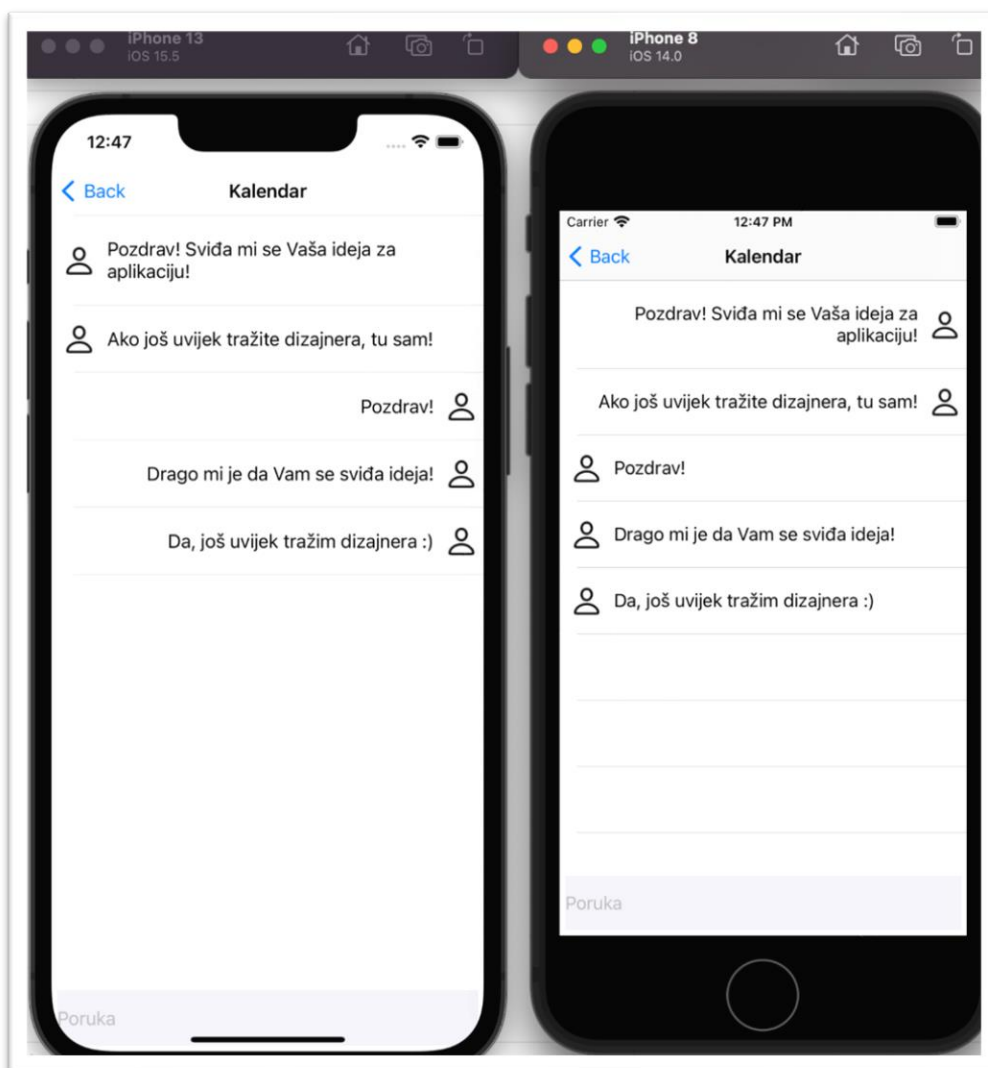 iPhone 13
iOS 15.5
12:47
Back
Kalendar
Pozdrav! Sviđa mi se Vaša ideja za
aplikaciju!
Ako još uvijek tražite dizajnera, tu sam!
Pozdrav!
Drago mi je da Vam se sviđa ideja!
Da, još uvijek tražim dizajnera :)
Poruka
iPhone 8
iOS 14.0
Carrier
12:47 PM
Back
Kalendar
Pozdrav! Sviđa mi se Vaša ideja za
aplikaciju!
Ako još uvijek tražite dizajnera, tu sam!
Pozdrav!
Drago mi je da Vam se sviđa ideja!
Da, još uvijek tražim dizajnera :)
Poruka